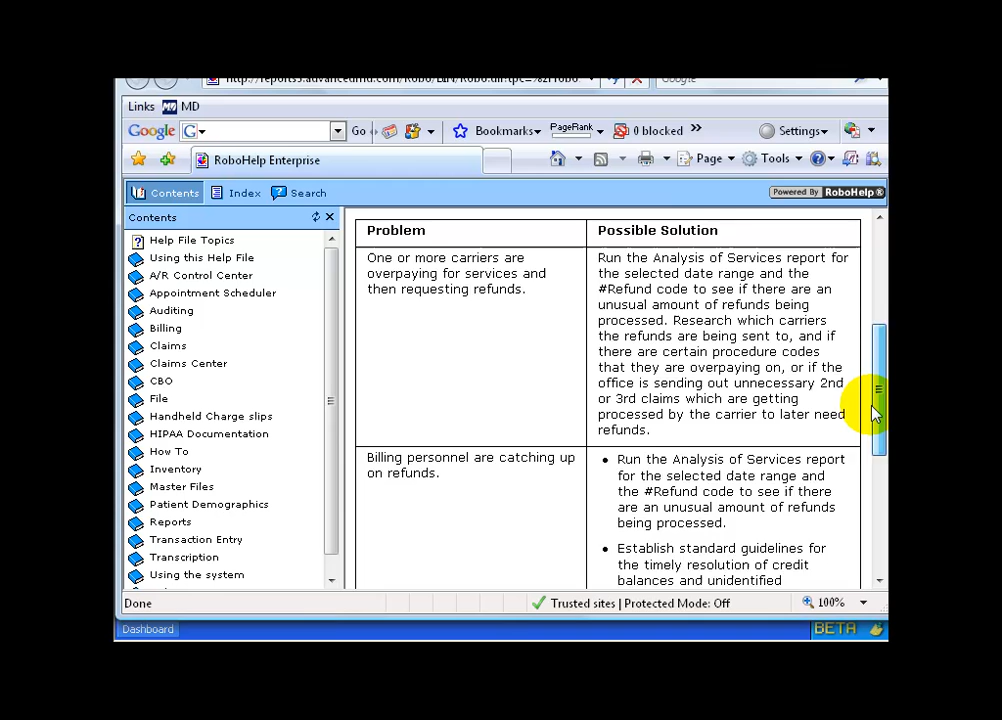 Links MD
Google G Go Bookmarks PageRank 0 blocked » Settings
RoboHelp Enterprise Page Tools
Contents Index Search Powered By RoboHelp®
Contents
Help File Topics
Using this Help File
A/R Control Center
Appointment Scheduler
Auditing
Billing
Claims
Claims Center
CBO
File
Handheld Charge slips
HIPAA Documentation
How To
Inventory
Master Files
Patient Demographics
Reports
Transaction Entry
Transcription
Using the system
Problem
Possible Solution
One or more carriers are
overpaying for services and
then requesting refunds.
Run the Analysis of Services report for
the selected date range and the
#Refund code to see if there are an
unusual amount of refunds being
processed. Research which carriers
the refunds are being sent to, and if
there are certain procedure codes
that they are overpaying on, or if the
office is sending out unnecessary 2nd
or 3rd claims which are getting
processed by the carrier to later need
refunds.
Billing personnel are catching up
on refunds.
• Run the Analysis of Services report
for the selected date range and
the #Refund code to see if there
are an unusual amount of refunds
being processed.
• Establish standard guidelines for
the timely resolution of credit
balances and unidentified
Done Trusted sites | Protected Mode: Off 100%
Dashboard BETA